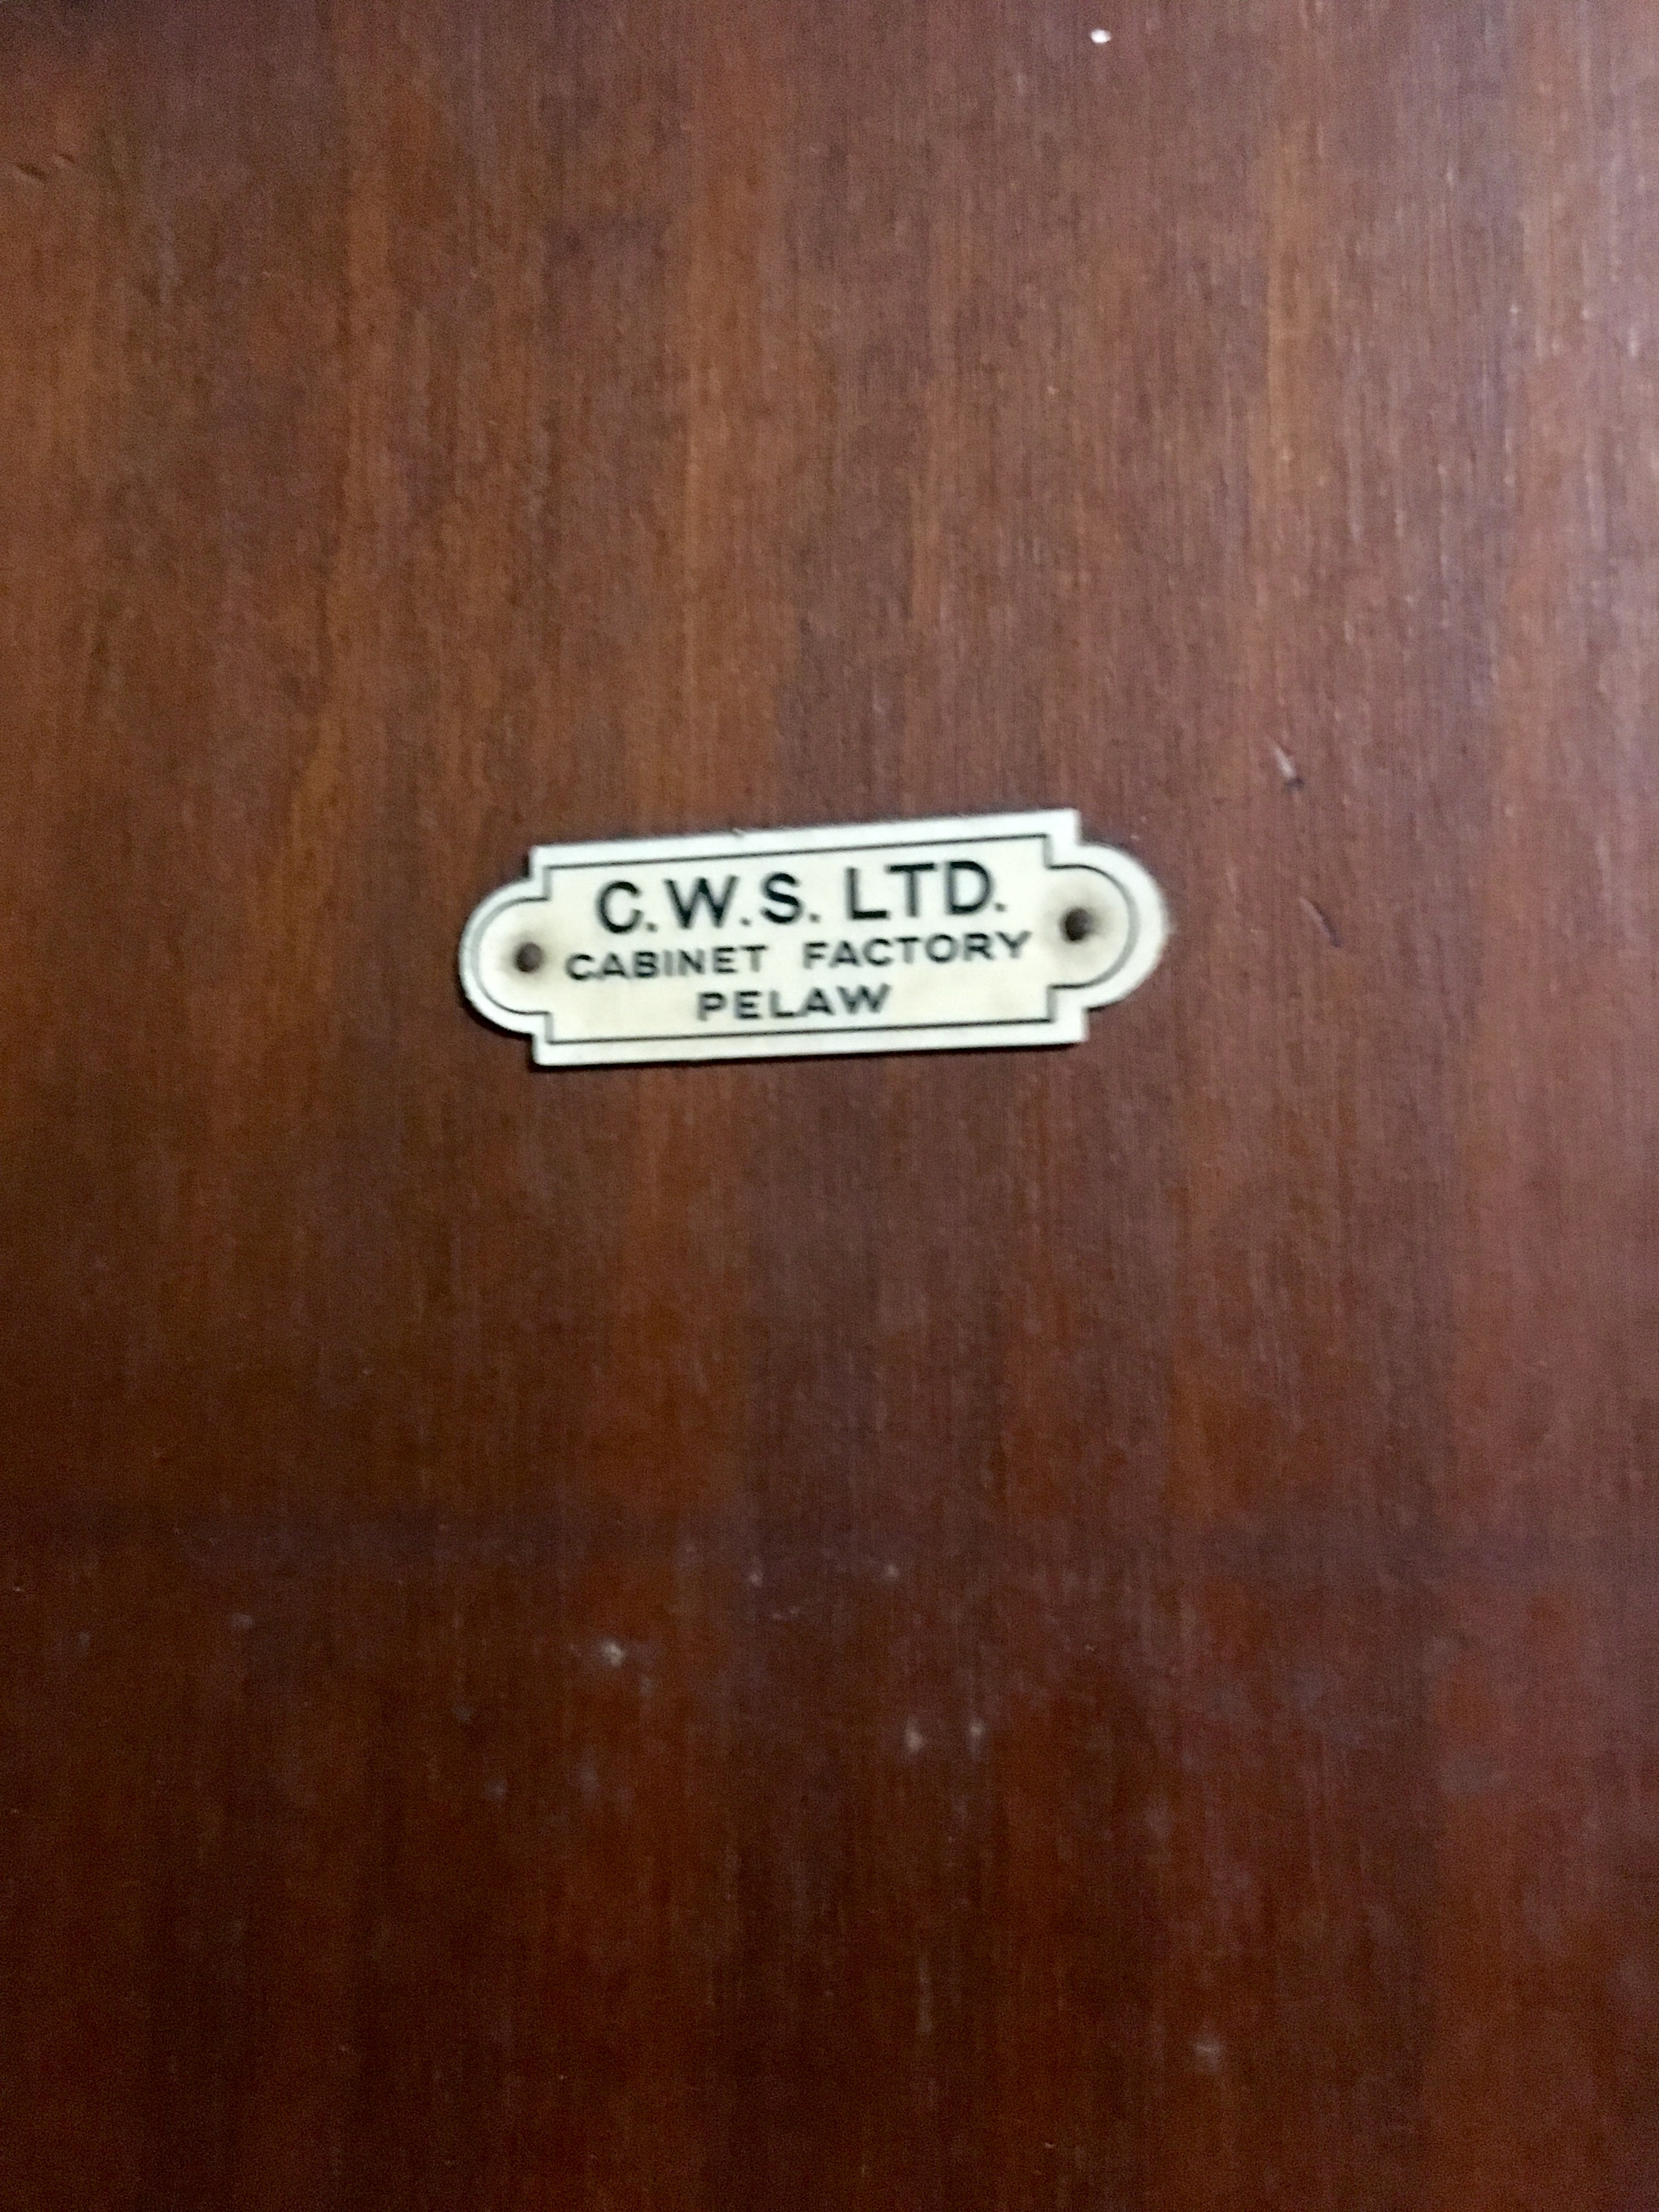 C.W.S. LTD.
CABINET FACTORY
PELAW